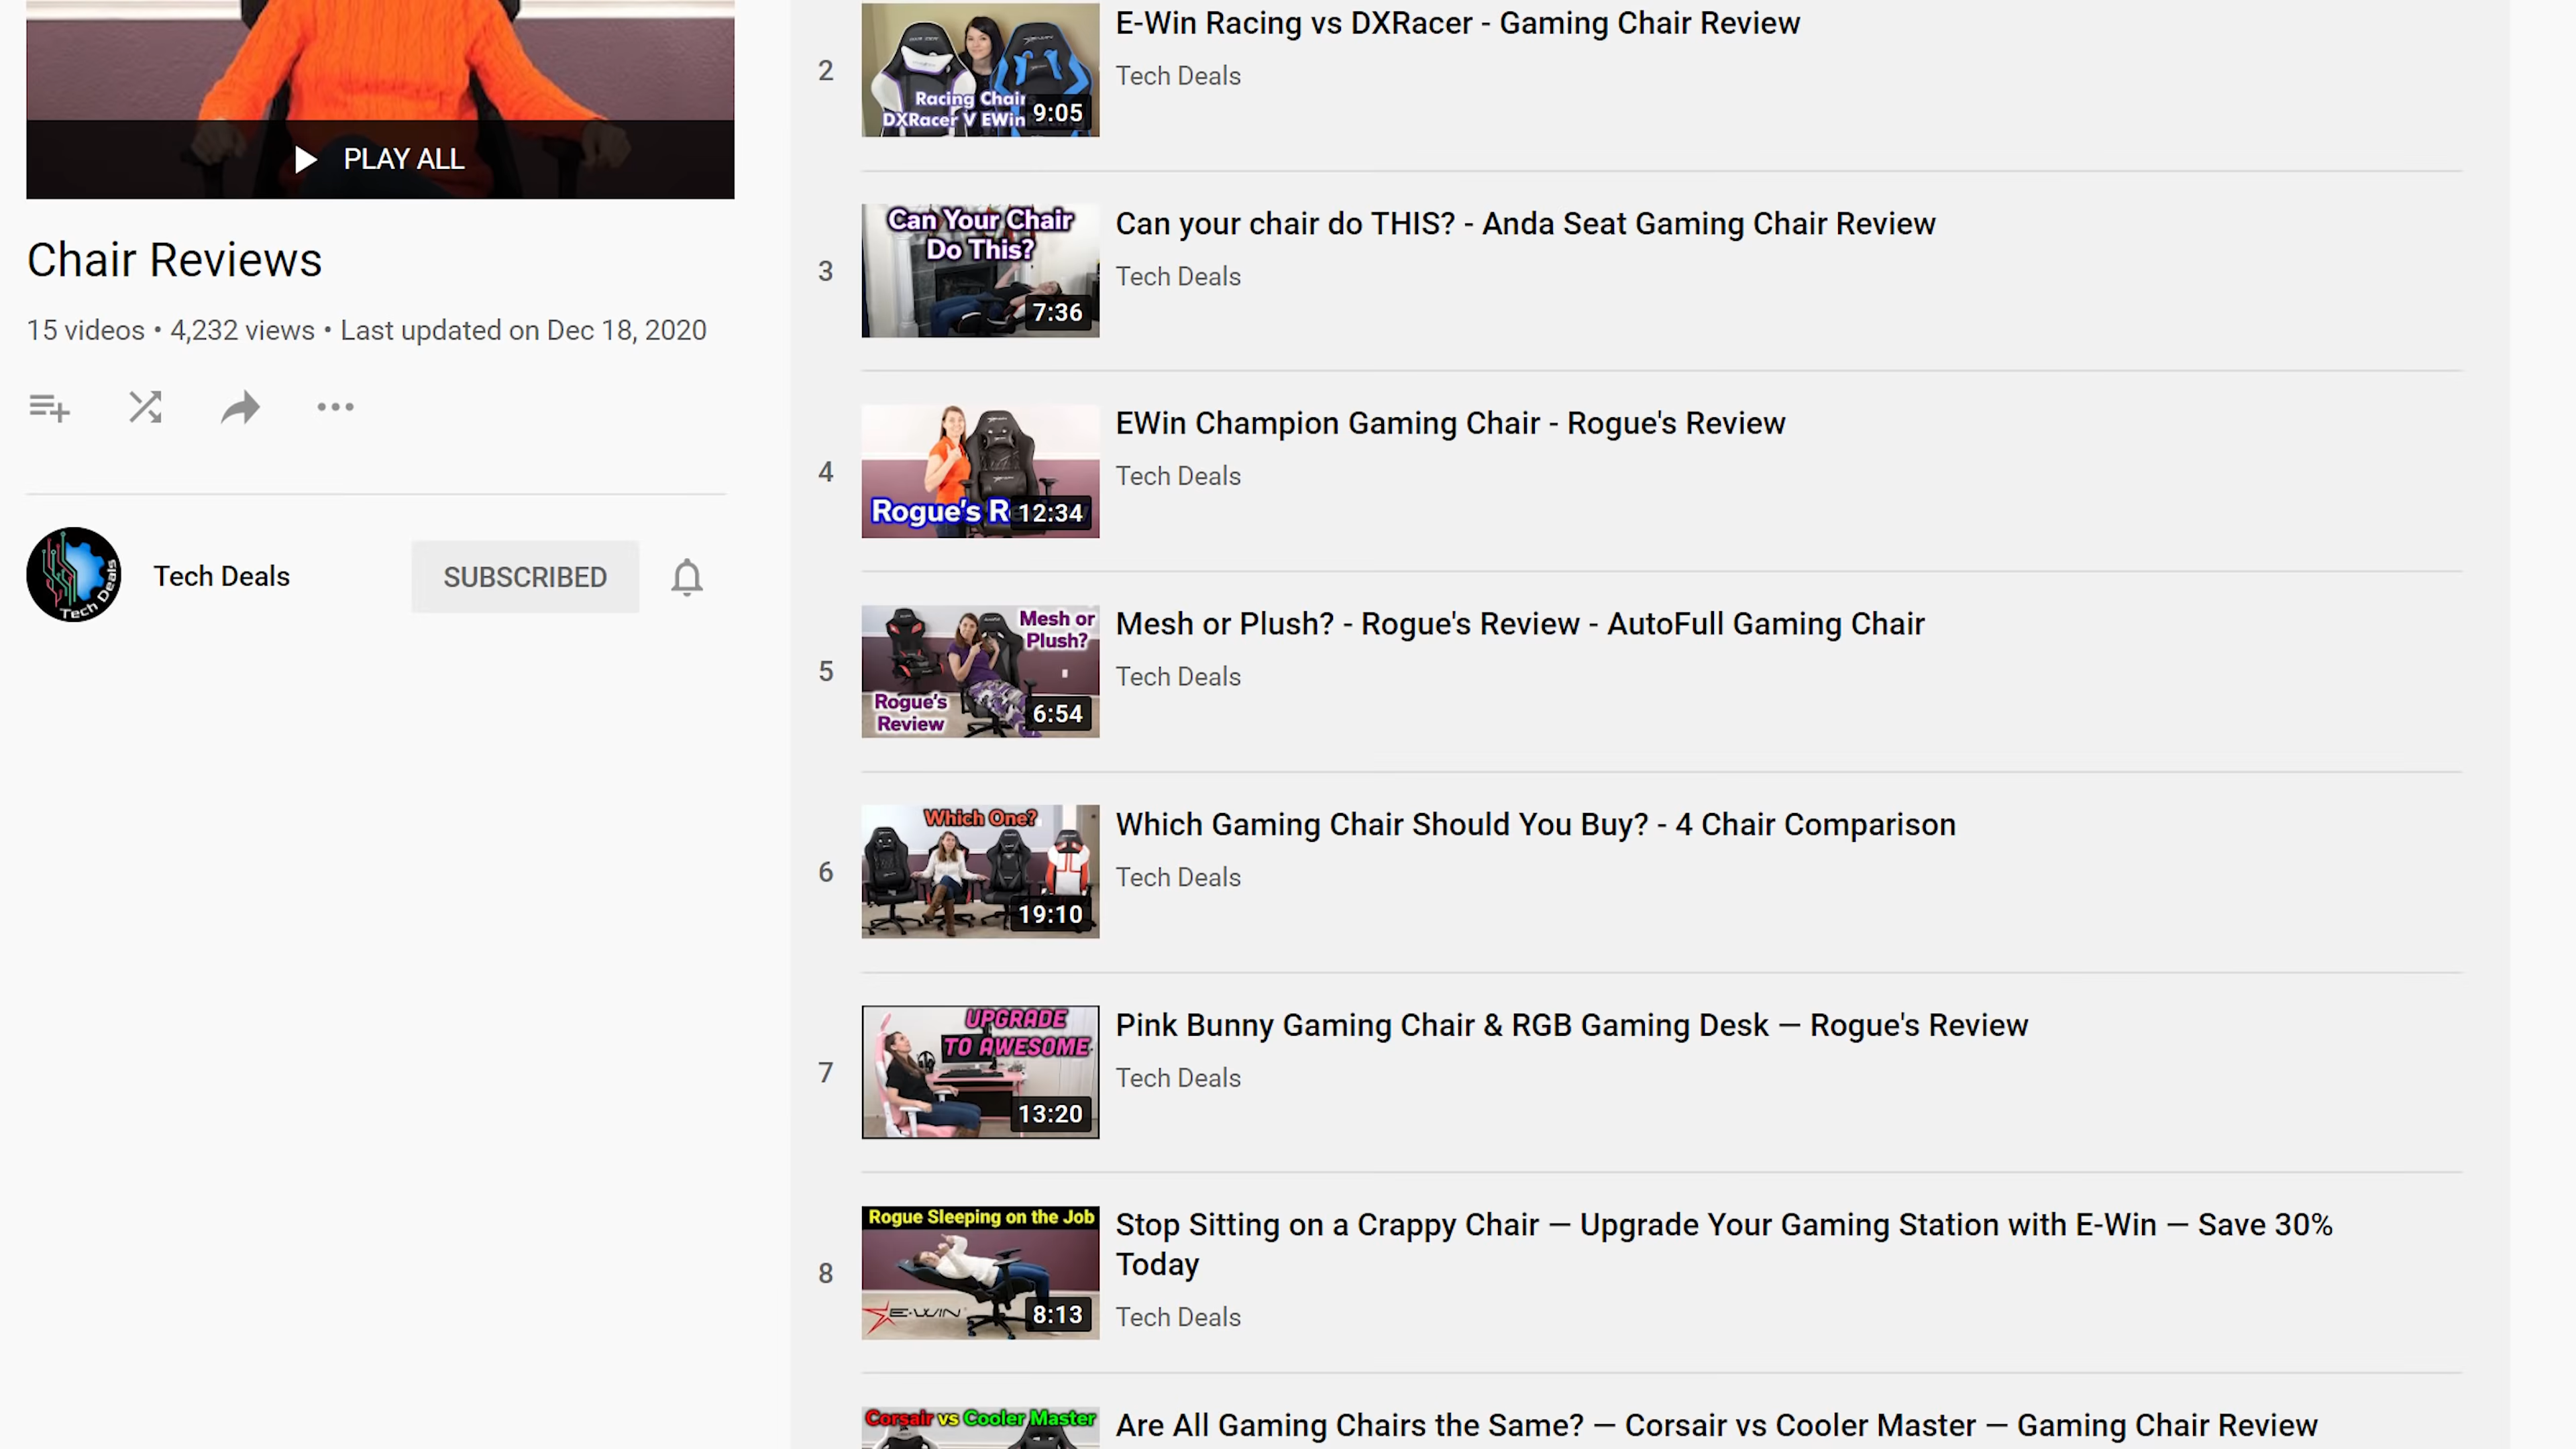 PLAY ALL
Chair Reviews
15 videos • 4,232 views • Last updated on Dec 18, 2020
Tech Deals
Tech Deals
SUBSCRIBED
2
Racing Chair
DXRacer V EWin
9:05
E-Win Racing vs DXRacer - Gaming Chair Review
Tech Deals
3
Can Your Chair
Do This?
7:36
Can your chair do THIS? - Anda Seat Gaming Chair Review
Tech Deals
4
Rogue's R
12:34
EWin Champion Gaming Chair - Rogue's Review
Tech Deals
5
Mesh or
Plush?
Rogue's
Review
6:54
Mesh or Plush? - Rogue's Review - AutoFull Gaming Chair
Tech Deals
6
Which One?
19:10
Which Gaming Chair Should You Buy? - 4 Chair Comparison
Tech Deals
7
UPGRADE
TO AWESOME
13:20
Pink Bunny Gaming Chair & RGB Gaming Desk — Rogue's Review
Tech Deals
8
Rogue Sleeping on the Job
E-WIN
8:13
Stop Sitting on a Crappy Chair — Upgrade Your Gaming Station with E-Win — Save 30%
Today
Tech Deals
Corsair vs Cooler Master
Are All Gaming Chairs the Same? — Corsair vs Cooler Master — Gaming Chair Review